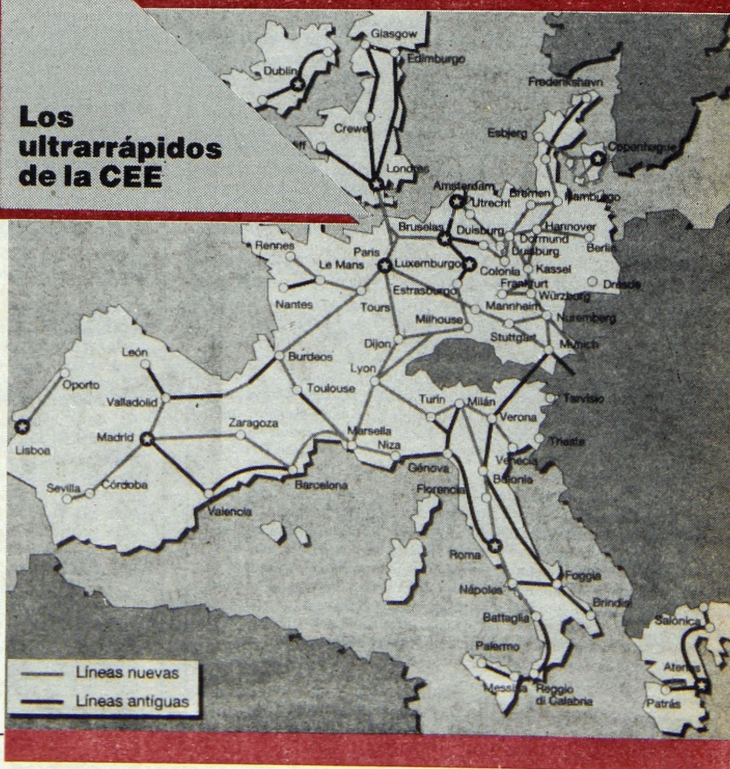 Los
ultrarrápidos
de la CEE
Glasgow
Edimburgo
Dublin
Crewe
Londres
Frederikshavn
Esbjerg
Copenhague
Amsterdam
Utrecht
Bremen
Hamburgo
Bruselas
Duisburg
Hannover
Dormund
Berlin
Duisburg
Rennes
Paris
Le Mans
Luxemburgo
Colonia
Kassel
Nantes
Tours
Estrasburgo
Frankfurt
Würzburg
Dresde
Mannheim
Nuremberg
Milhouse
Stuttgart
Munich
Dijon
León
Burdeos
Lyon
Oporto
Toulouse
Valladolid
Turín
Milán
Tarvisio
Zaragoza
Verona
Madrid
Marsella
Niza
Trieste
Lisboa
Venecia
Génova
Bolonia
Sevilla
Córdoba
Barcelona
Florencia
Valencia
Roma
Nápoles
Foggia
Brindisi
Battaglia
Salónica
Palermo
Atenas
Messina
Reggio
di Galabria
Patrás
Líneas nuevas
Líneas antiguas